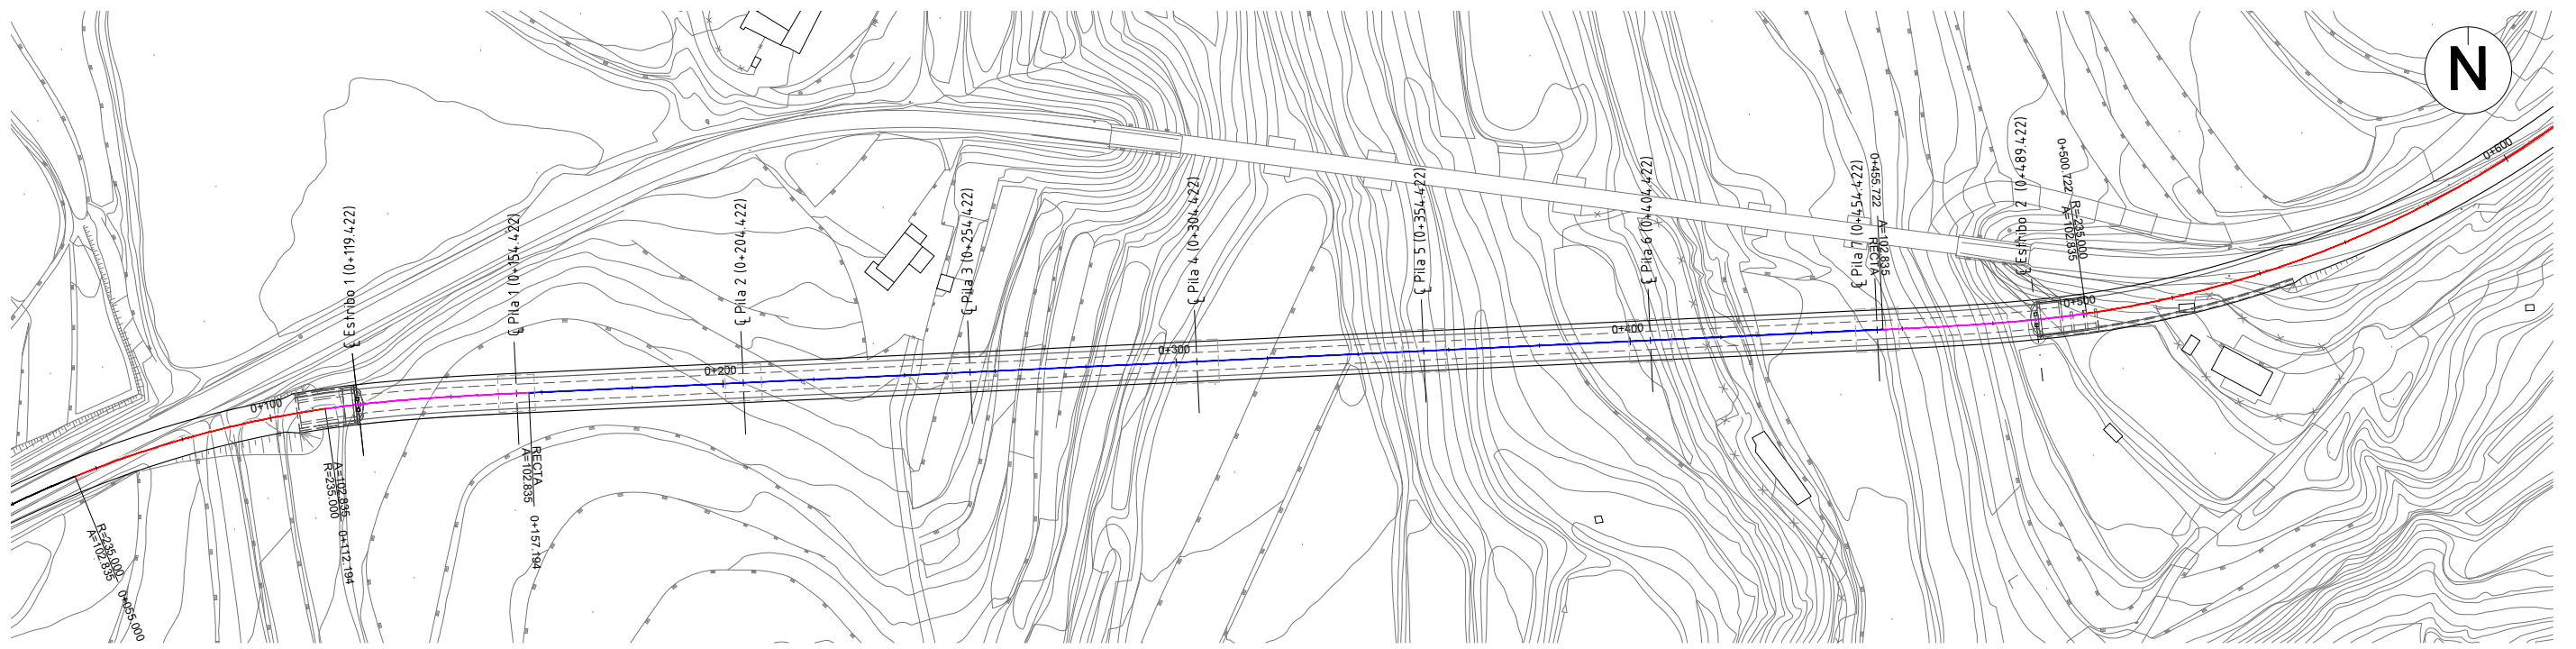 N
0+600
℄ Estribo 1 (0+119.422)
℄ Pila 1 (0+154.422)
℄ Pila 2 (0+204.422)
℄ Pila 3 (0+254.422)
℄ Pila 4 (0+304.422)
℄ Pila 5 (0+354.422)
℄ Pila 6 (0+404.422)
℄ Pila 7 (0+454.422)
0+455.722
A=102.835
RECTA
℄ Estribo 2 (0+489.422)
0+500.722
R=235.000
A=102.835
0+500
0+400
0+300
0+200
0+100
R=235.000
A=102.835
0+055.000
A=102.835
R=235.000
0+112.194
RECTA
A=102.835
0+157.194